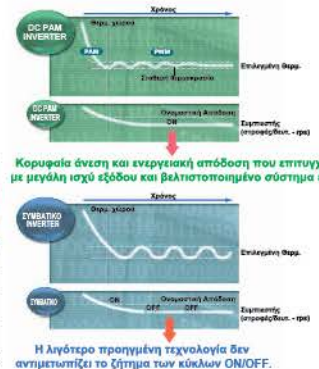 Χρόνος
DC PAM INVERTER
Θερμ. χώρου
PAM
PWM
Σταθερή θερμοκρασία
Επιλεγμένη Θερμ.
DC PAM INVERTER
Ονομαστική Απόδοση
ON
Συμπιεστής
(στροφές/δευτ. - rps)
Κορυφαία άνεση και ενεργειακή απόδοση που επιτυγχ
με μεγάλη ισχύ εξόδου και βελτιστοποιημένο σύστημα
Χρόνος
ΣΥΜΒΑΤΙΚΟ INVERTER
Θερμ. χώρου
Επιλεγμένη Θερμ.
ΣΥΜΒΑΤΙΚΟ
ON
Ονομαστική Απόδοση
OFF
OFF
Συμπιεστής
(στροφές/δευτ. - rps)
Η λιγότερο προηγμένη τεχνολογία δεν
αντιμετωπίζει το ζήτημα των κύκλων ON/OFF.